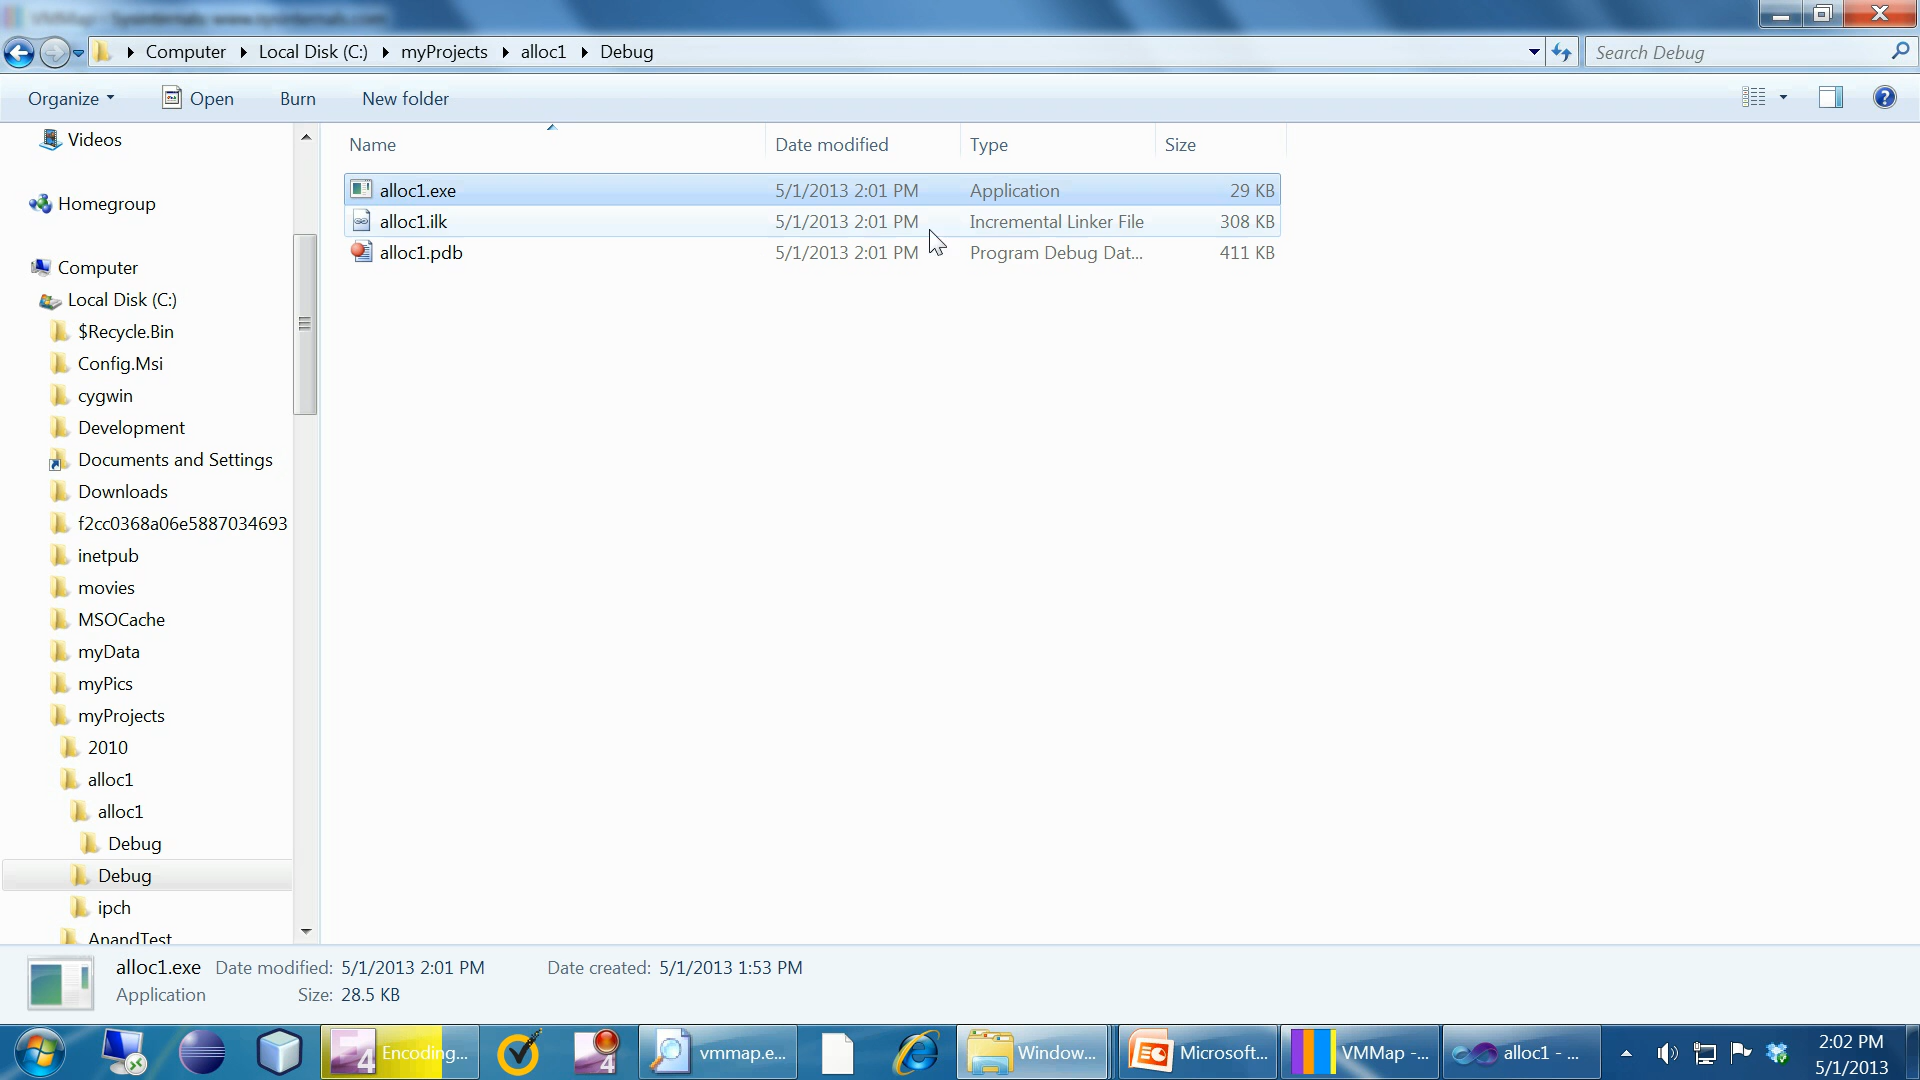 VMMap - Sysinternals: www.sysinternals.com
Computer Local Disk (C:) myProjects alloc1 Debug
Search Debug
Organize Open Burn New folder
Name Date modified Type Size
alloc1.exe 5/1/2013 2:01 PM Application 29 KB
alloc1.ilk 5/1/2013 2:01 PM Incremental Linker File 308 KB
alloc1.pdb 5/1/2013 2:01 PM Program Debug Dat... 411 KB
Videos
Homegroup
Computer
Local Disk (C:)
$Recycle.Bin
Config.Msi
cygwin
Development
Documents and Settings
Downloads
f2cc0368a06e5887034693
inetpub
movies
MSOCache
myData
myPics
myProjects
2010
alloc1
alloc1
Debug
Debug
ipch
AnandTest
alloc1.exe Date modified: 5/1/2013 2:01 PM Date created: 5/1/2013 1:53 PM
Application Size: 28.5 KB
Encoding... 4 vmmap.e... Window... Microsoft... VMMap -... alloc1 - ...
2:02 PM
5/1/2013